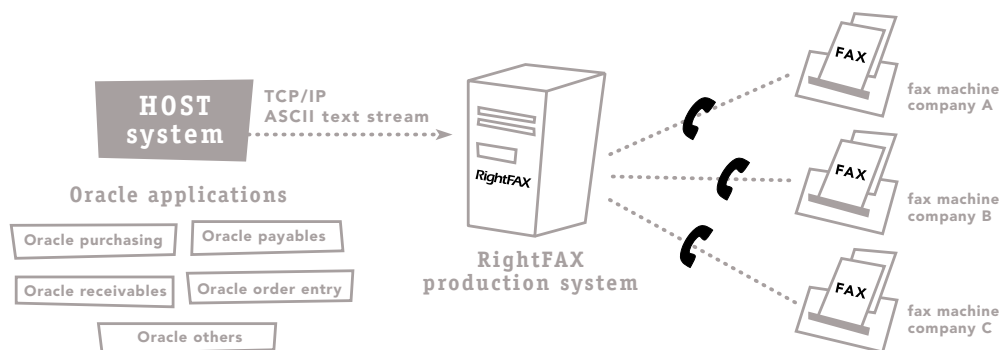 HOST
system
TCP/IP
ASCII text stream
Oracle applications
Oracle purchasing
Oracle payables
Oracle receivables
Oracle order entry
Oracle others
RightFAX
RightFAX
production system
FAX
fax machine
company A
FAX
fax machine
company B
FAX
fax machine
company C